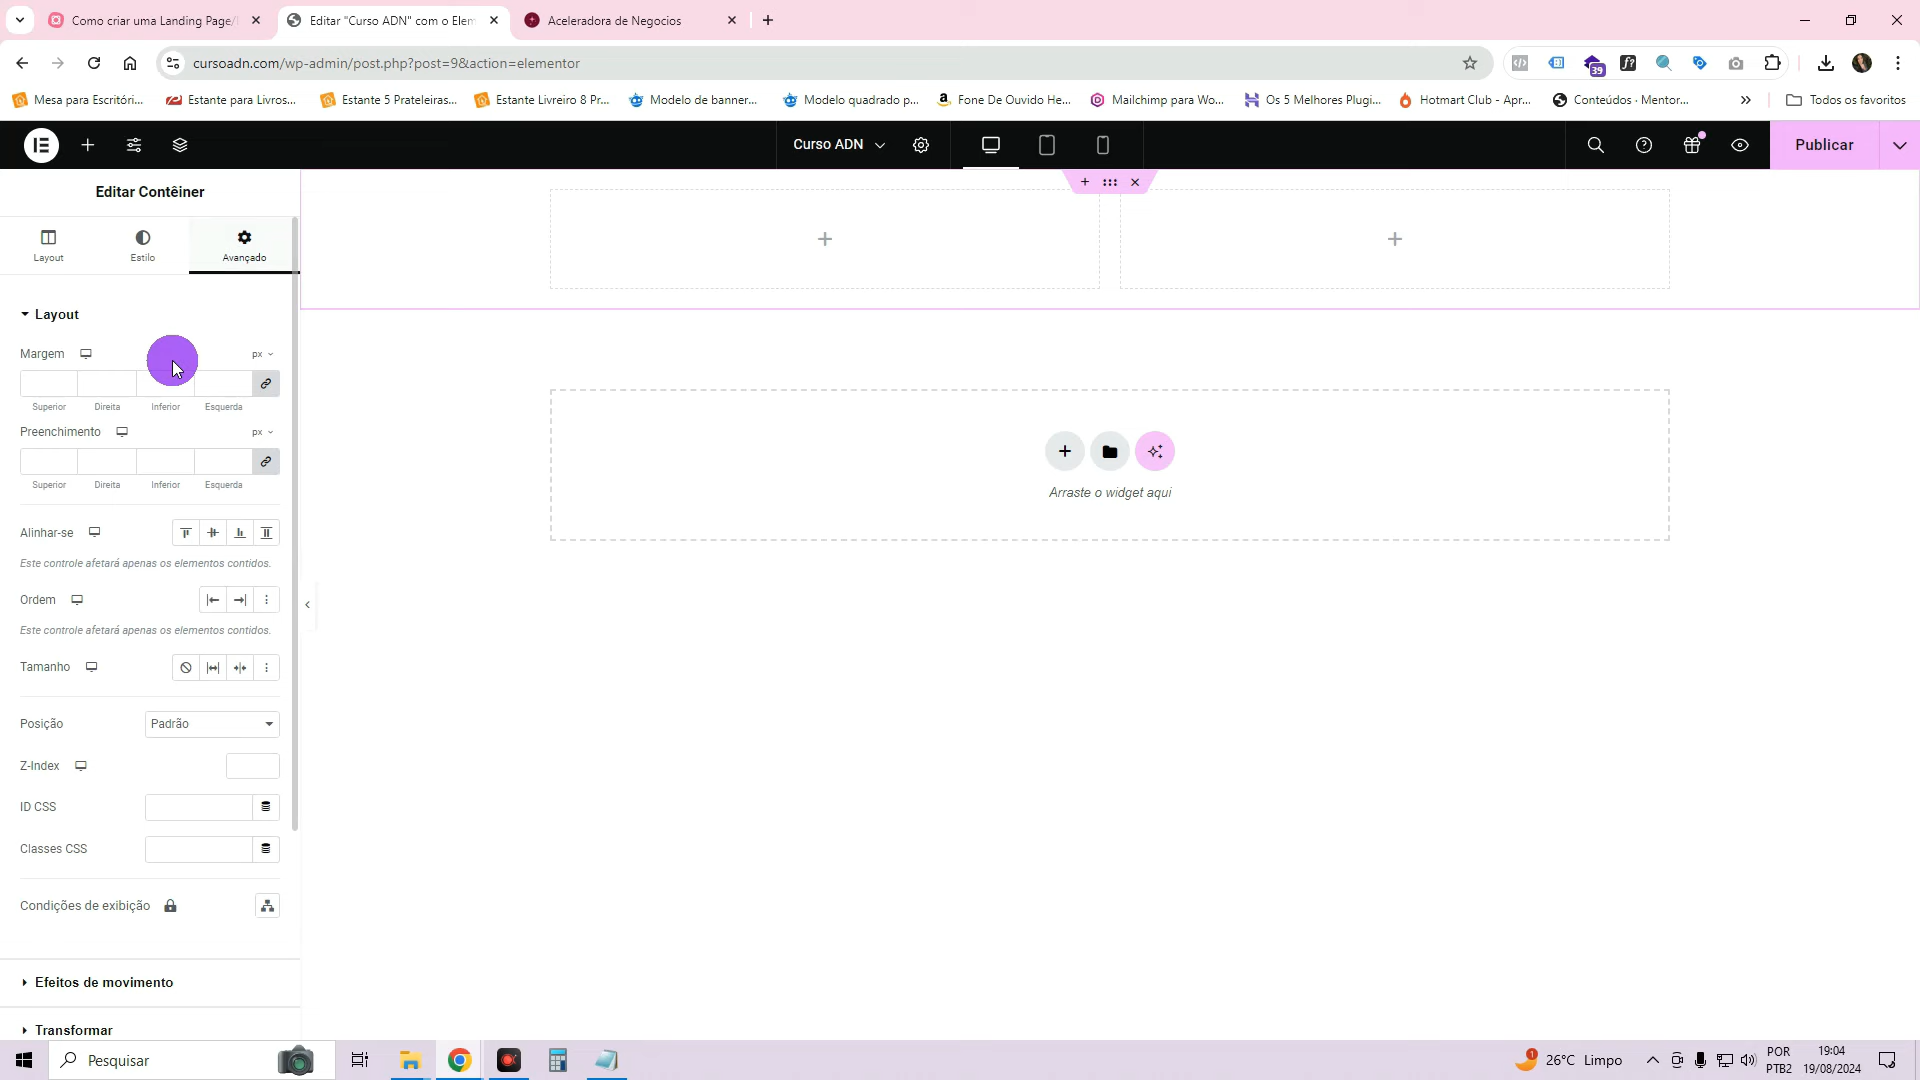 Como criar uma Landing Page/
Editar "Curso ADN" com o Elem
Aceleradora de Negocios
cursoadn.com/wp-admin/post.php?post=9&action=elementor
39
f?
Mesa para Escritóri...
Estante para Livros...
Estante 5 Prateleiras...
Estante Livreiro 8 Pr...
Modelo de banner...
Modelo quadrado p...
Fone De Ouvido He...
Mailchimp para Wo...
Os 5 Melhores Plugi...
Hotmart Club - Apr...
Conteúdos · Mentor...
Todos os favoritos
Curso ADN
Publicar
Editar Contêiner
Layout
Estilo
Avançado
Layout
Margem
px
Superior Direita Inferior Esquerda
Preenchimento
px
Superior Direita Inferior Esquerda
Alinhar-se
Este controle afetará apenas os elementos contidos.
Ordem
Este controle afetará apenas os elementos contidos.
Tamanho
Posição
Padrão
Z-Index
ID CSS
Classes CSS
Condições de exibição
Efeitos de movimento
Transformar
Arraste o widget aqui
Pesquisar
1
26°C Limpo
POR
PTB2
19:04
19/08/2024